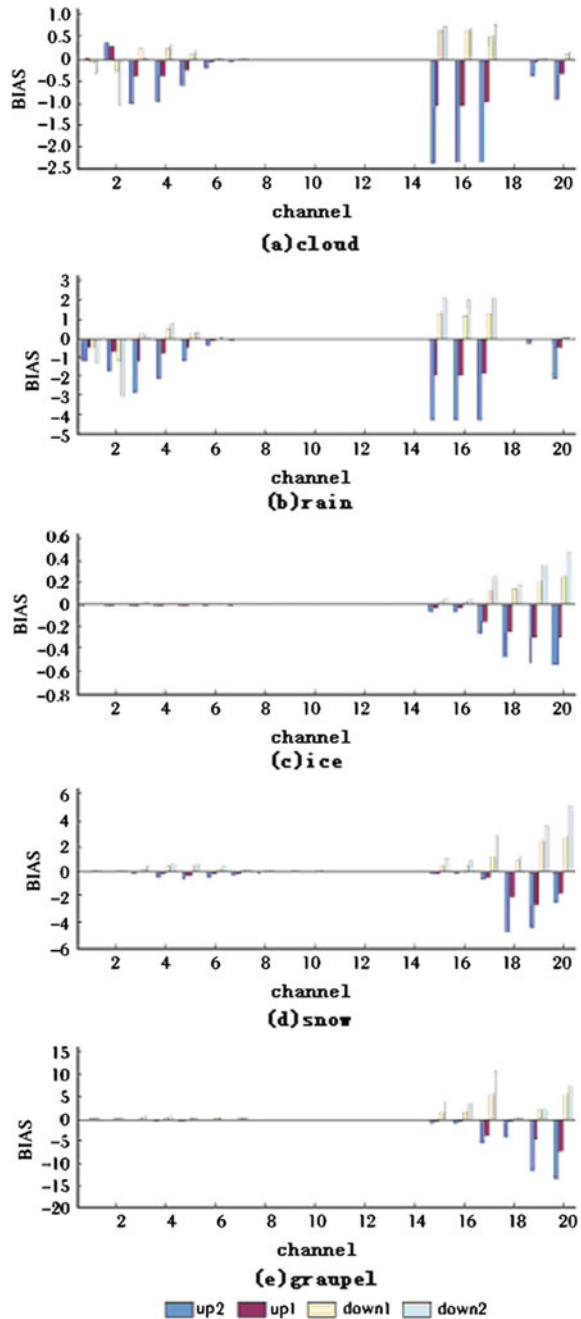 1.0
0.5
0
-0.5
-1.0
-1.5
-2.0
-2.5
BIAS
2 4 6 8 10 12 14 16 18 20
channel
(a)cloud
3
2
1
0
-1
-2
-3
-4
-5
BIAS
2 4 6 8 10 12 14 16 18 20
channel
(b)rain
0.6
0.4
0.2
0
-0.2
-0.4
-0.6
-0.8
BIAS
2 4 6 8 10 12 14 16 18 20
channel
(c)ice
6
4
2
0
-2
-4
-6
BIAS
2 4 6 8 10 12 14 16 18 20
channel
(d)snow
15
10
5
0
-5
-10
-15
-20
BIAS
2 4 6 8 10 12 14 16 18 20
channel
(e)graupel
up2 up1 down1 down2